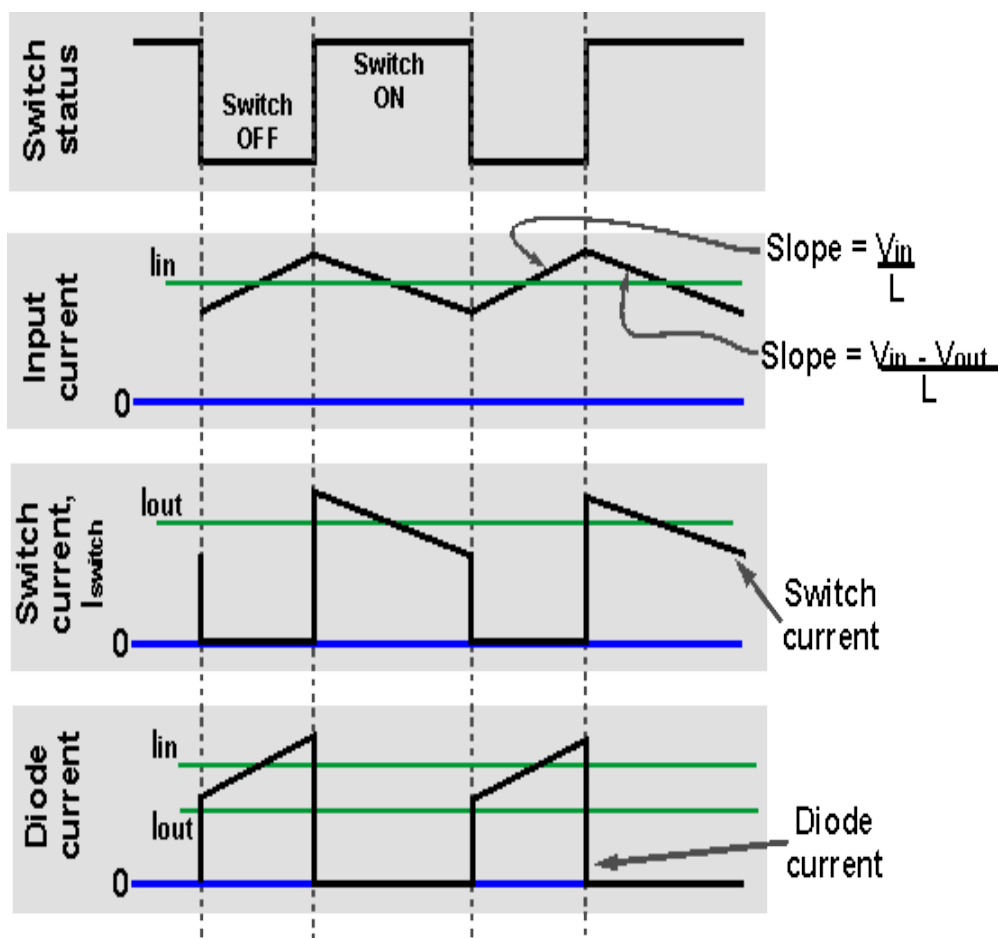 Switch
status
Switch
OFF
Switch
ON
Input
current
Iin
0
Slope = Vin
L
Slope = Vin - Vout
L
Switch
current,
Iswitch
Iout
0
Switch
current
Diode
current
Iin
Iout
0
Diode
current